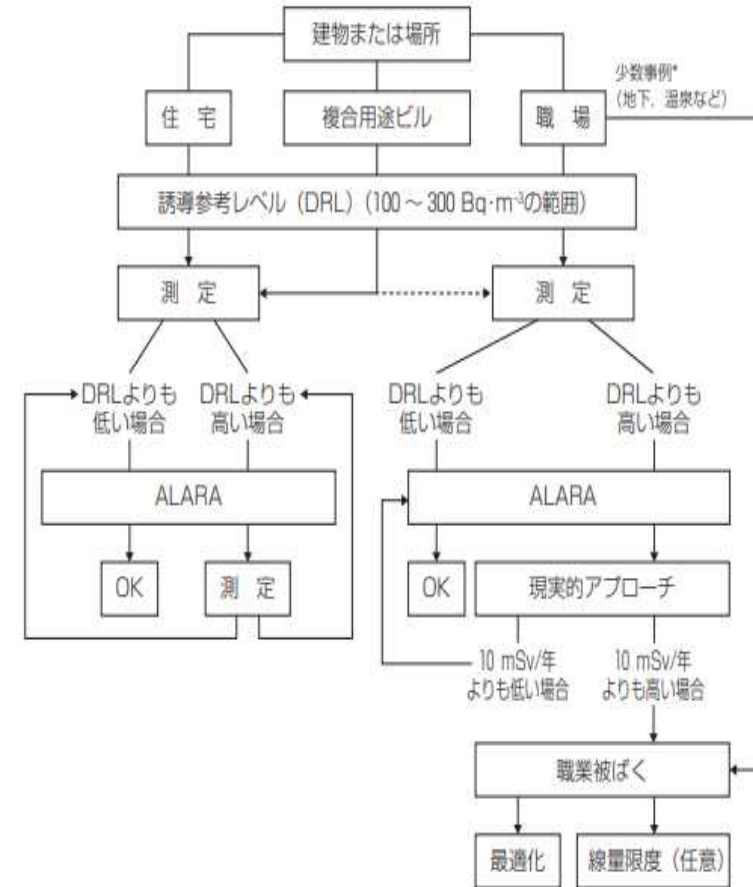 建物または場所
少数事例*
(地下，温泉など)
住 宅
複合用途ビル
職 場
誘導参考レベル（DRL）(100 ～ 300 Bq･m⁻³の範囲)
測 定
測 定
DRLよりも
低い場合
DRLよりも
高い場合
DRLよりも
低い場合
DRLよりも
高い場合
ALARA
ALARA
OK
測 定
OK
現実的アプローチ
10 mSv/年
よりも低い場合
10 mSv/年
よりも高い場合
職業被ばく
最適化
線量限度（任意）